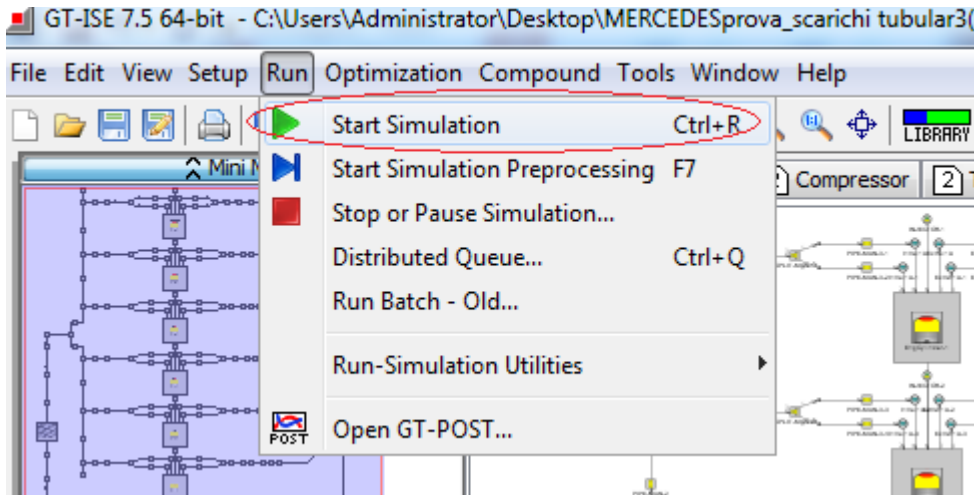 GT-ISE 7.5 64-bit - C:\Users\Administrator\Desktop\MERCEDESprova_scarichi tubular3(
File Edit View Setup Run Optimization Compound Tools Window Help
LIBRARY
Mini M
Start Simulation Ctrl+R
Start Simulation Preprocessing F7
Stop or Pause Simulation...
Distributed Queue... Ctrl+Q
Run Batch - Old...
Run-Simulation Utilities
POST Open GT-POST...
Compressor 2